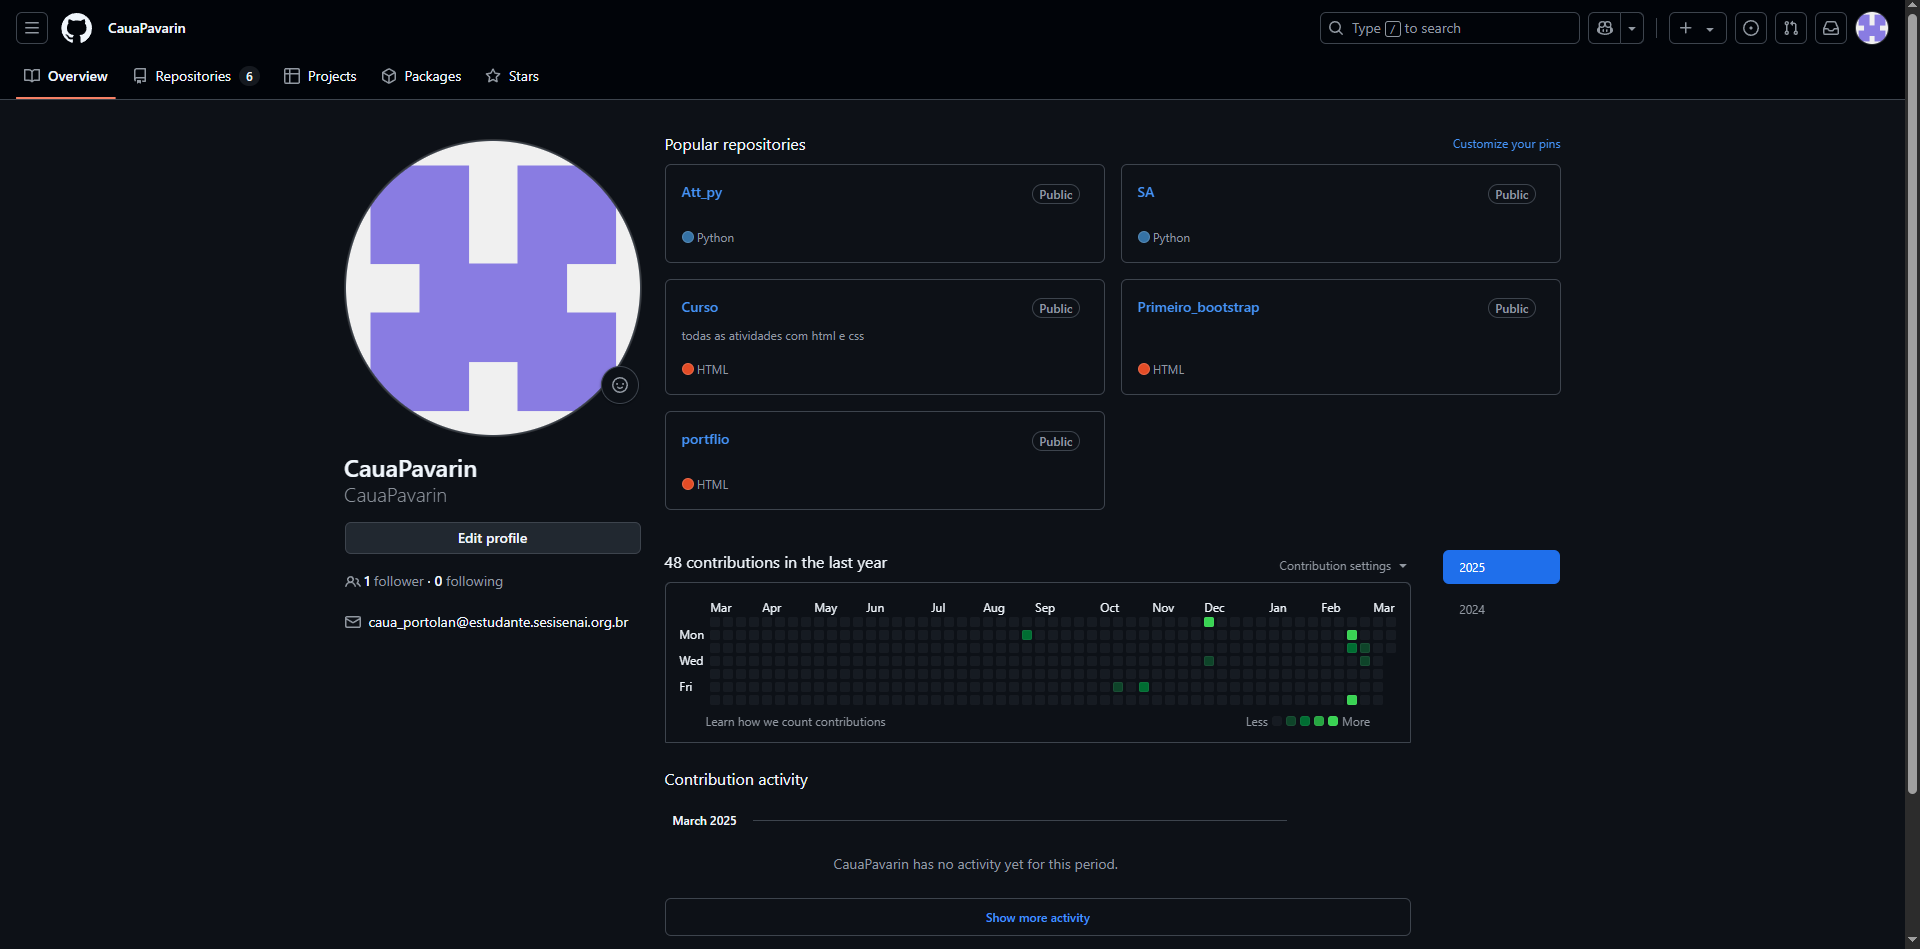 CauaPavarin
Type / to search
Overview
Repositories 6
Projects
Packages
Stars
CauaPavarin
CauaPavarin
Edit profile
1 follower · 0 following
caua_portolan@estudante.sesisenai.org.br
Popular repositories
Customize your pins
Att_py
Public
Python
SA
Public
Python
Curso
Public
todas as atividades com html e css
HTML
Primeiro_bootstrap
Public
HTML
portflio
Public
HTML
48 contributions in the last year
Contribution settings
2025
2024
Mar Apr May Jun Jul Aug Sep Oct Nov Dec Jan Feb Mar
Mon
Wed
Fri
Learn how we count contributions
Less More
Contribution activity
March 2025
CauaPavarin has no activity yet for this period.
Show more activity